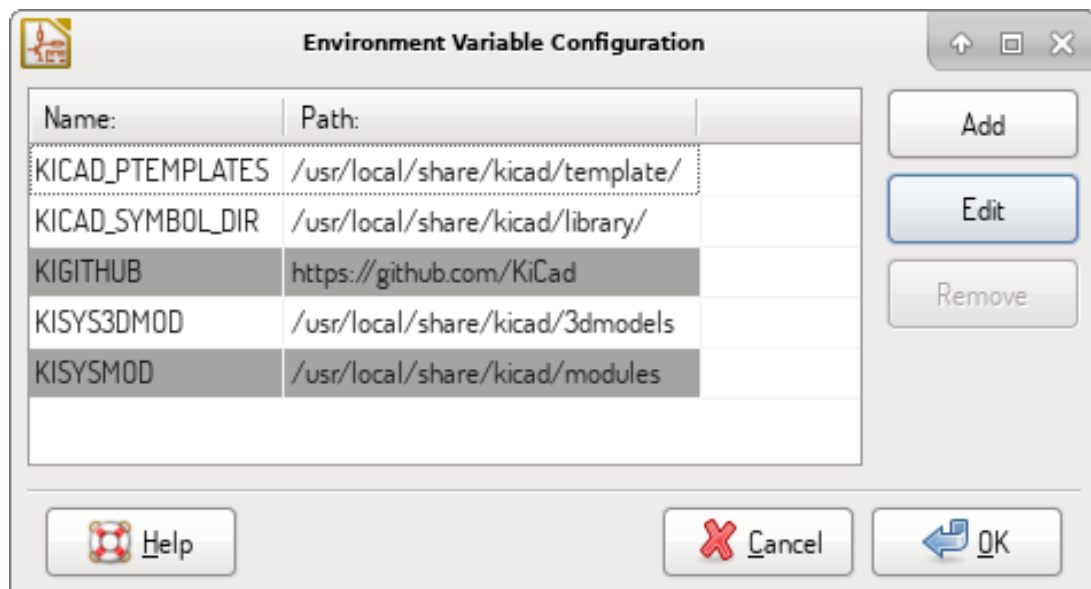 Environment Variable Configuration
Name: Path:
KICAD_PTEMPLATES /usr/local/share/kicad/template/
KICAD_SYMBOL_DIR /usr/local/share/kicad/library/
KIGITHUB https://github.com/KiCad
KISYS3DMOD /usr/local/share/kicad/3dmodels
KISYSMOD /usr/local/share/kicad/modules
Add
Edit
Remove
Help Cancel OK